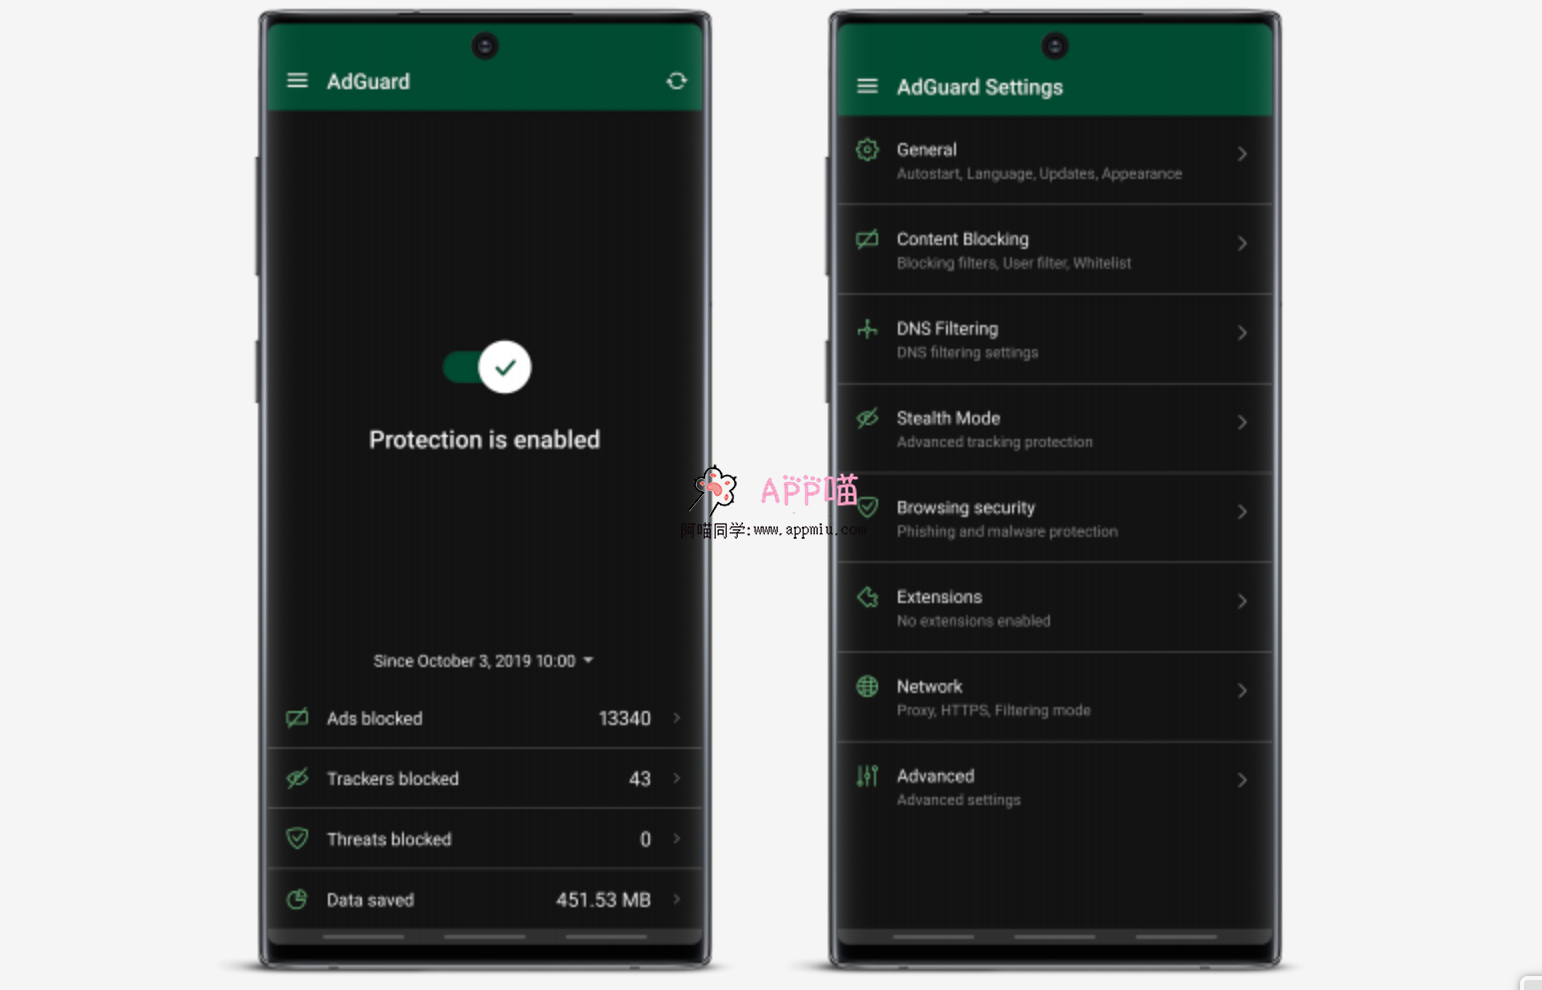 AdGuard
Protection is enabled
Since October 3, 2019 10:00
Ads blocked 13340
Trackers blocked 43
Threats blocked 0
Data saved 451.53 MB
APP喵
阿喵同学:www.appmiu.com
AdGuard Settings
General
Autostart, Language, Updates, Appearance
Content Blocking
Blocking filters, User filter, Whitelist
DNS Filtering
DNS filtering settings
Stealth Mode
Advanced tracking protection
Browsing security
Phishing and malware protection
Extensions
No extensions enabled
Network
Proxy, HTTPS, Filtering mode
Advanced
Advanced settings